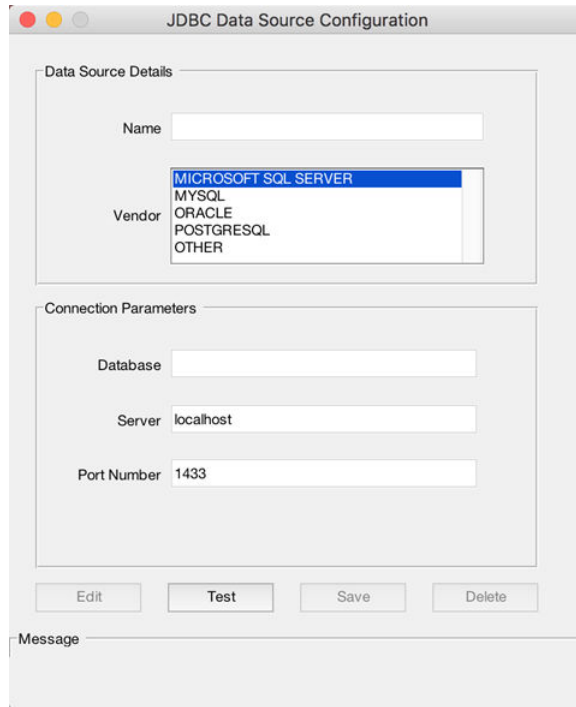 JDBC Data Source Configuration
Data Source Details
Name
Vendor
MICROSOFT SQL SERVER
MYSQL
ORACLE
POSTGRESQL
OTHER
Connection Parameters
Database
Server localhost
Port Number 1433
Edit Test Save Delete
Message